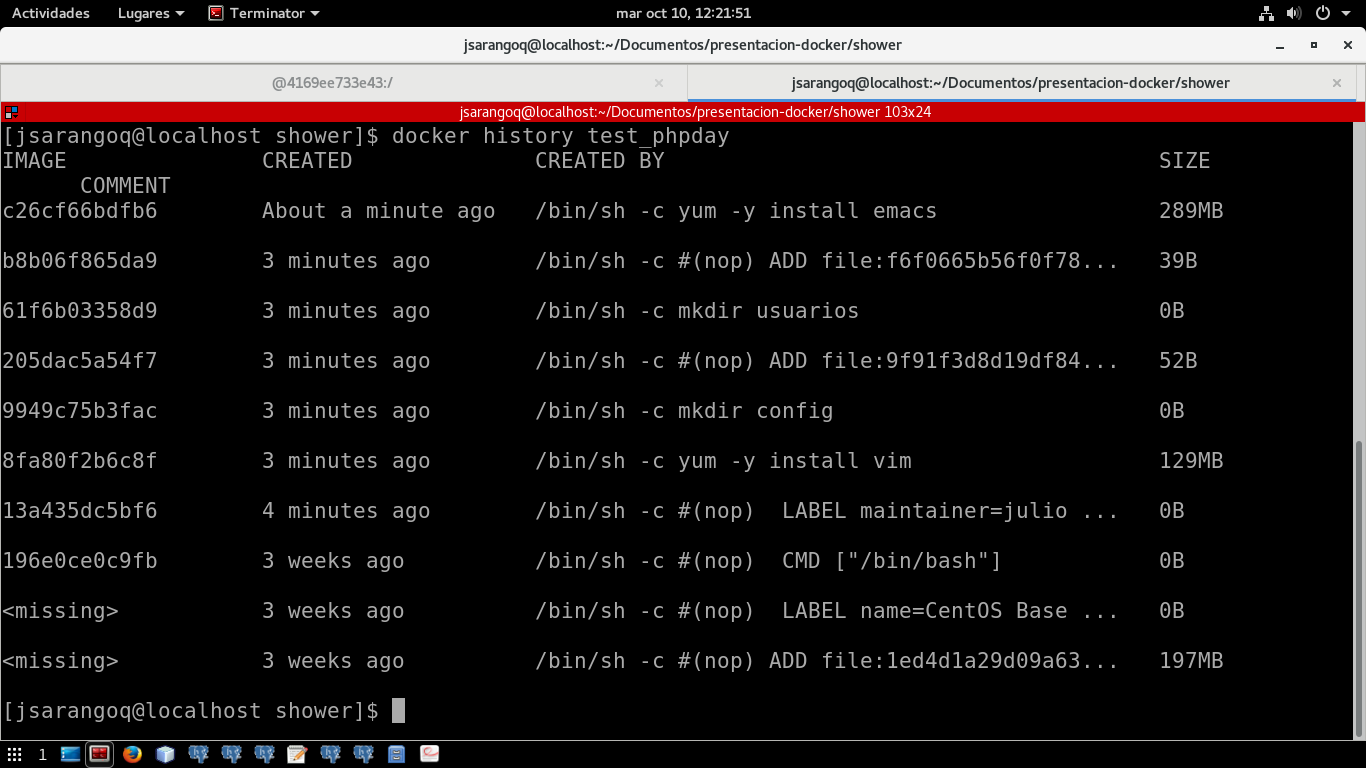 Actividades Lugares Terminator mar oct 10, 12:21:51
jsarangoq@localhost:~/Documentos/presentacion-docker/shower
@4169ee733e43:/ jsarangoq@localhost:~/Documentos/presentacion-docker/shower
jsarangoq@localhost:~/Documentos/presentacion-docker/shower 103x24
[jsarangoq@localhost shower]$ docker history test_phpday
IMAGE               CREATED              CREATED BY                                      SIZE
      COMMENT
c26cf66bdfb6        About a minute ago   /bin/sh -c yum -y install emacs                 289MB
b8b06f865da9        3 minutes ago        /bin/sh -c #(nop) ADD file:f6f0665b56f0f78...   39B
61f6b03358d9        3 minutes ago        /bin/sh -c mkdir usuarios                       0B
205dac5a54f7        3 minutes ago        /bin/sh -c #(nop) ADD file:9f91f3d8d19df84...   52B
9949c75b3fac        3 minutes ago        /bin/sh -c mkdir config                         0B
8fa80f2b6c8f        3 minutes ago        /bin/sh -c yum -y install vim                   129MB
13a435dc5bf6        4 minutes ago        /bin/sh -c #(nop)  LABEL maintainer=julio ...   0B
196e0ce0c9fb        3 weeks ago          /bin/sh -c #(nop)  CMD ["/bin/bash"]            0B
<missing>           3 weeks ago          /bin/sh -c #(nop)  LABEL name=CentOS Base ...   0B
<missing>           3 weeks ago          /bin/sh -c #(nop) ADD file:1ed4d1a29d09a63...   197MB
[jsarangoq@localhost shower]$
1